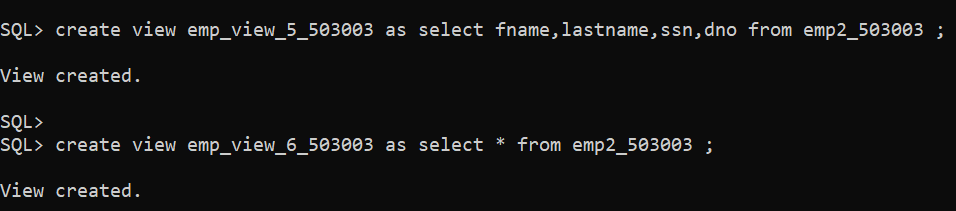 SQL> create view emp_view_5_503003 as select fname,lastname,ssn,dno from emp2_503003 ;
View created.
SQL>
SQL> create view emp_view_6_503003 as select * from emp2_503003 ;
View created.